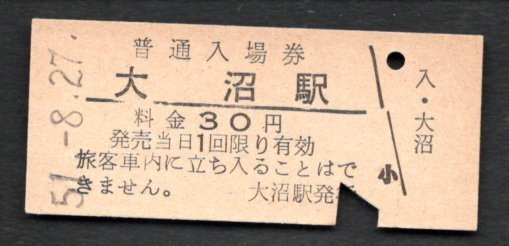 51.-8.27.
普通入場券
大沼駅
料金30円
発売当日1回限り有効
旅客車内に立ち入ることはで
きません。
大沼駅発行
小
入・大沼